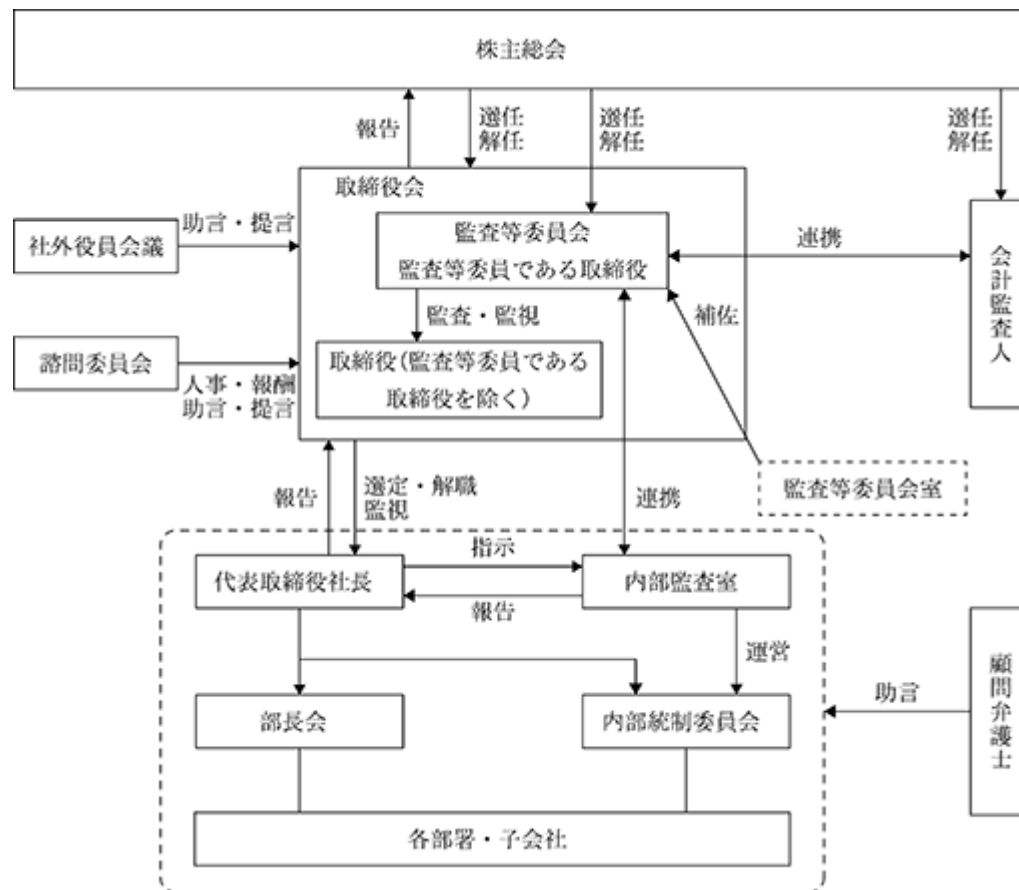 株主総会
報告
選任
解任
選任
解任
選任
解任
取締役会
社外役員会議
助言・提言
監査等委員会
監査等委員である取締役
連携
会計監査人
監査・監視
補佐
諮問委員会
人事・報酬
助言・提言
取締役(監査等委員である
取締役を除く)
報告
選定・解職
監視
連携
監査等委員会室
代表取締役社長
指示
報告
内部監査室
運営
部長会
内部統制委員会
助言
顧問弁護士
各部署・子会社